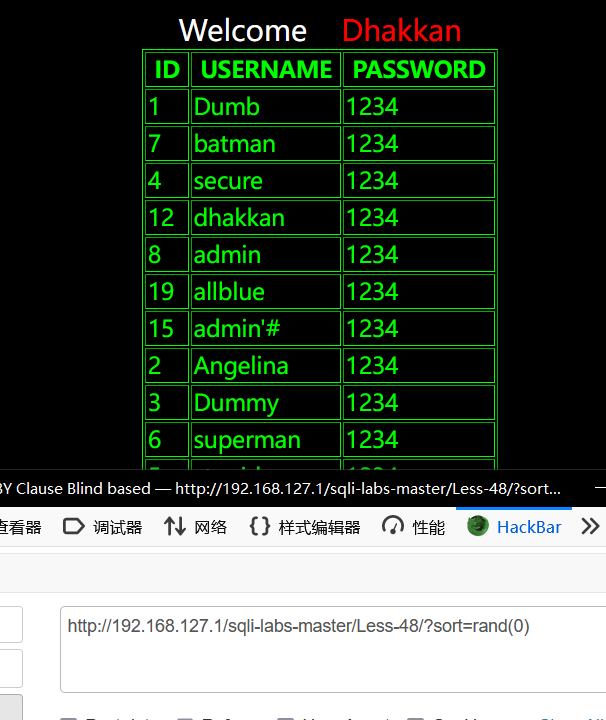 Welcome Dhakkan
ID USERNAME PASSWORD
1 Dumb 1234
7 batman 1234
4 secure 1234
12 dhakkan 1234
8 admin 1234
19 allblue 1234
15 admin'# 1234
2 Angelina 1234
3 Dummy 1234
6 superman 1234
BY Clause Blind based — http://192.168.127.1/sqli-labs-master/Less-48/?sort...
查看器 调试器 网络 样式编辑器 性能 HackBar
http://192.168.127.1/sqli-labs-master/Less-48/?sort=rand(0)